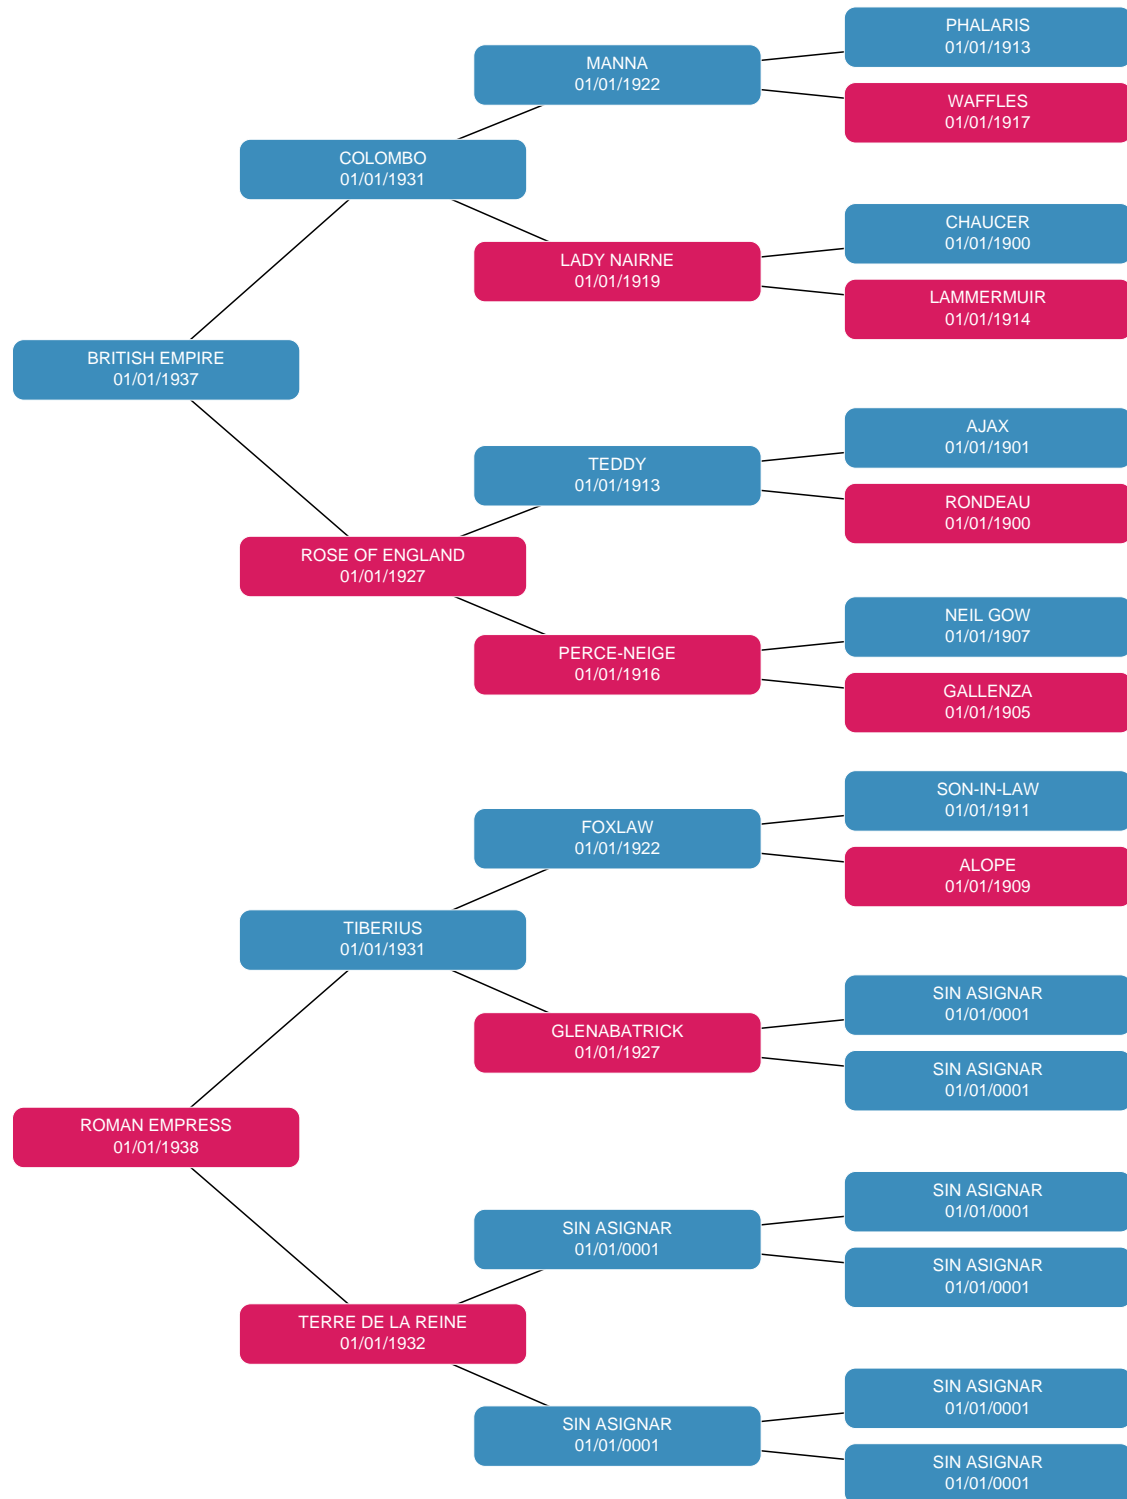 PHALARIS
01/01/1913
MANNA
01/01/1922
WAFFLES
01/01/1917
COLOMBO
01/01/1931
CHAUCER
01/01/1900
LADY NAIRNE
01/01/1919
LAMMERMUIR
01/01/1914
BRITISH EMPIRE
01/01/1937
AJAX
01/01/1901
TEDDY
01/01/1913
RONDEAU
01/01/1900
ROSE OF ENGLAND
01/01/1927
NEIL GOW
01/01/1907
PERCE-NEIGE
01/01/1916
GALLENZA
01/01/1905
SON-IN-LAW
01/01/1911
FOXLAW
01/01/1922
ALOPE
01/01/1909
TIBERIUS
01/01/1931
SIN ASIGNAR
01/01/0001
GLENABATRICK
01/01/1927
SIN ASIGNAR
01/01/0001
ROMAN EMPRESS
01/01/1938
SIN ASIGNAR
01/01/0001
SIN ASIGNAR
01/01/0001
SIN ASIGNAR
01/01/0001
TERRE DE LA REINE
01/01/1932
SIN ASIGNAR
01/01/0001
SIN ASIGNAR
01/01/0001
SIN ASIGNAR
01/01/0001